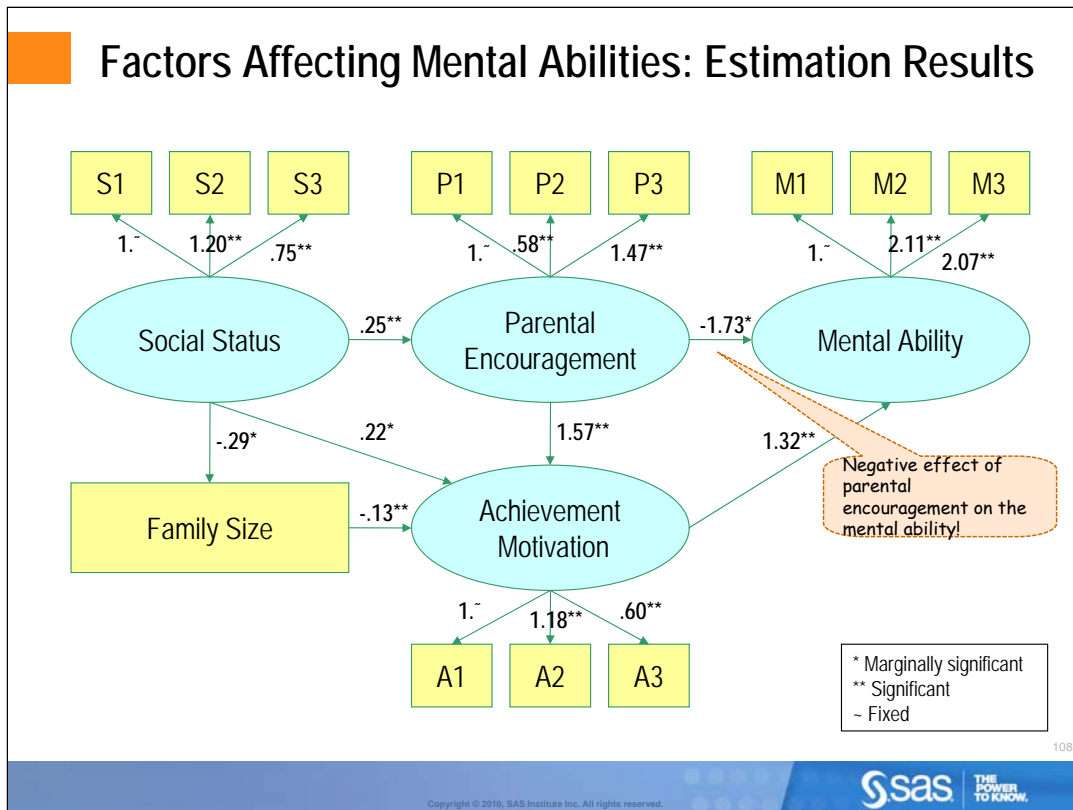 Factors Affecting Mental Abilities: Estimation Results
S1
S2
S3
P1
P2
P3
M1
M2
M3
1.~
1.20**
.75**
1.~
.58**
1.47**
1.~
2.11**
2.07**
Social Status
.25**
Parental
Encouragement
-1.73*
Mental Ability
-.29*
.22*
1.57**
1.32**
Negative effect of
parental
encouragement on the
mental ability!
Family Size
-.13**
Achievement
Motivation
1.~
1.18**
.60**
A1
A2
A3
* Marginally significant
** Significant
~ Fixed
108
Copyright © 2010, SAS Institute Inc. All rights reserved.
sas
THE
POWER
TO KNOW.